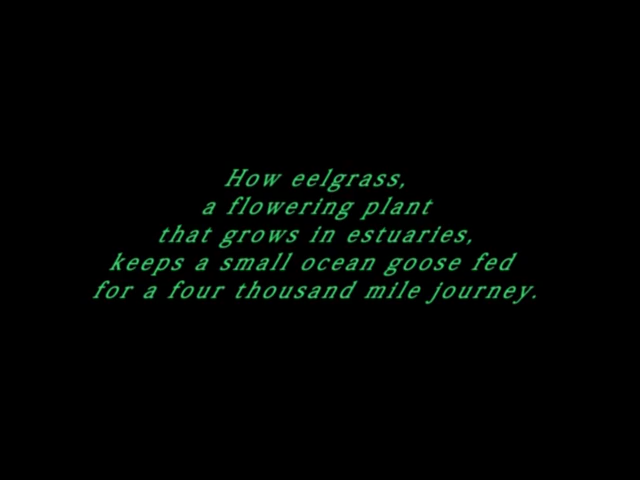 How eelgrass,
a flowering plant
that grows in estuaries,
keeps a small ocean goose fed
for a four thousand mile journey.